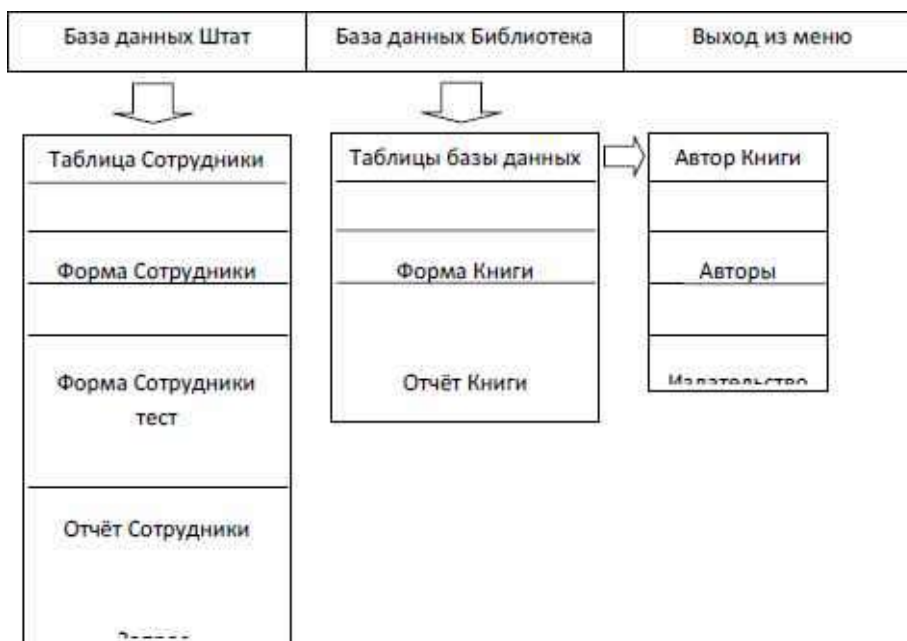 База данных Штат
База данных Библиотека
Выход из меню
Таблица Сотрудники
Форма Сотрудники
Форма Сотрудники
тест
Отчёт Сотрудники
Таблицы базы данных
Форма Книги
Отчёт Книги
Автор Книги
Авторы
Издательство